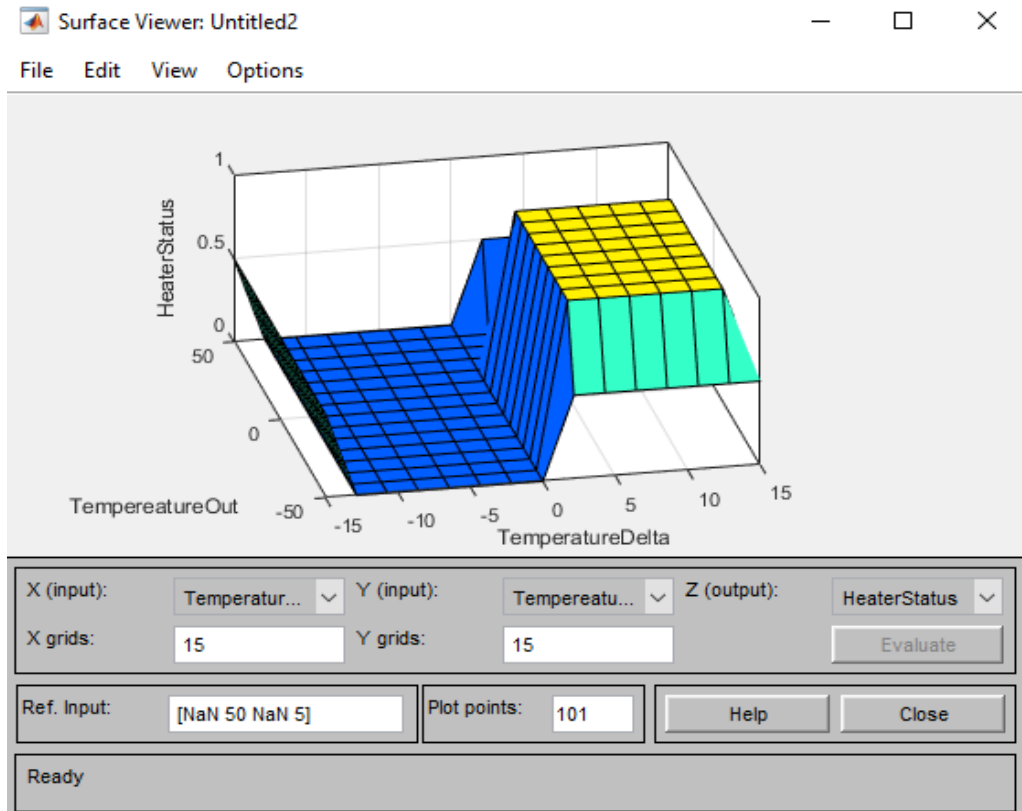 Surface Viewer: Untitled2
File Edit View Options
1
0.5
0
HeaterStatus
50
0
-50
TempereatureOut
-15
-10
-5
0
5
10
15
TemperatureDelta
X (input): Temperatur... Y (input): Tempereatu... Z (output): HeaterStatus
X grids: 15 Y grids: 15 Evaluate
Ref. Input: [NaN 50 NaN 5] Plot points: 101 Help Close
Ready